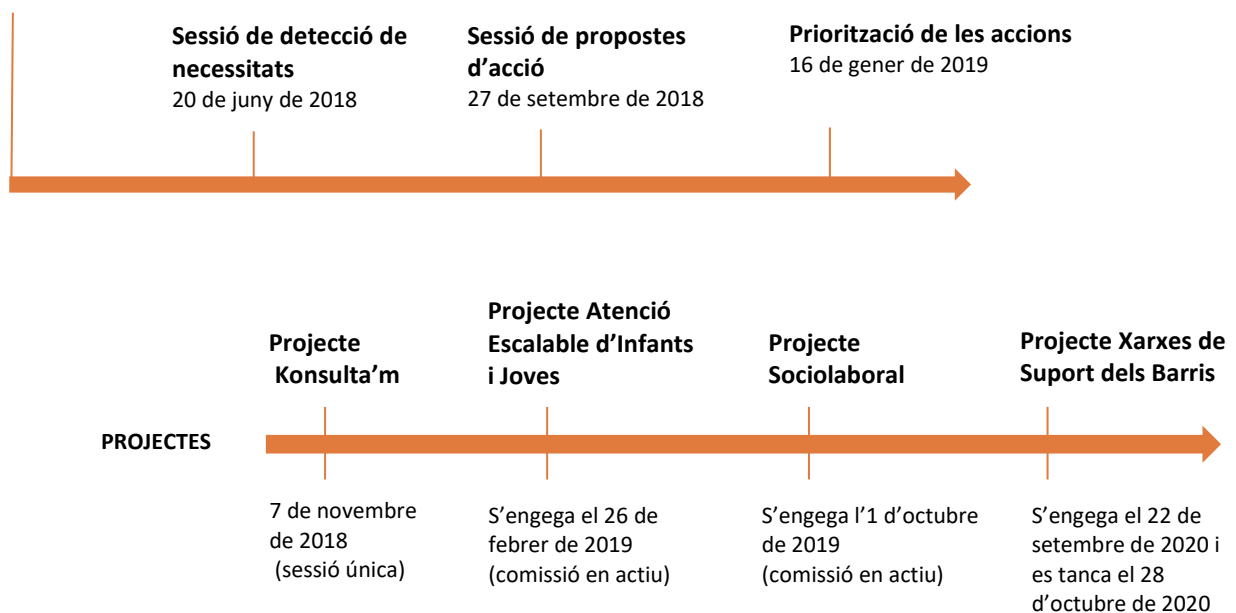 Sessió de detecció de
necessitats
20 de juny de 2018
Sessió de propostes
d’acció
27 de setembre de 2018
Priorització de les accions
16 de gener de 2019
Projecte
Konsulta’m
Projecte Atenció
Escalable d’Infants
i Joves
Projecte
Sociolaboral
Projecte Xarxes de
Suport dels Barris
PROJECTES
7 de novembre
de 2018
(sessió única)
S’engega el 26 de
febrer de 2019
(comissió en actiu)
S’engega l’1 d’octubre
de 2019
(comissió en actiu)
S’engega el 22 de
setembre de 2020 i
es tanca el 28
d’octubre de 2020